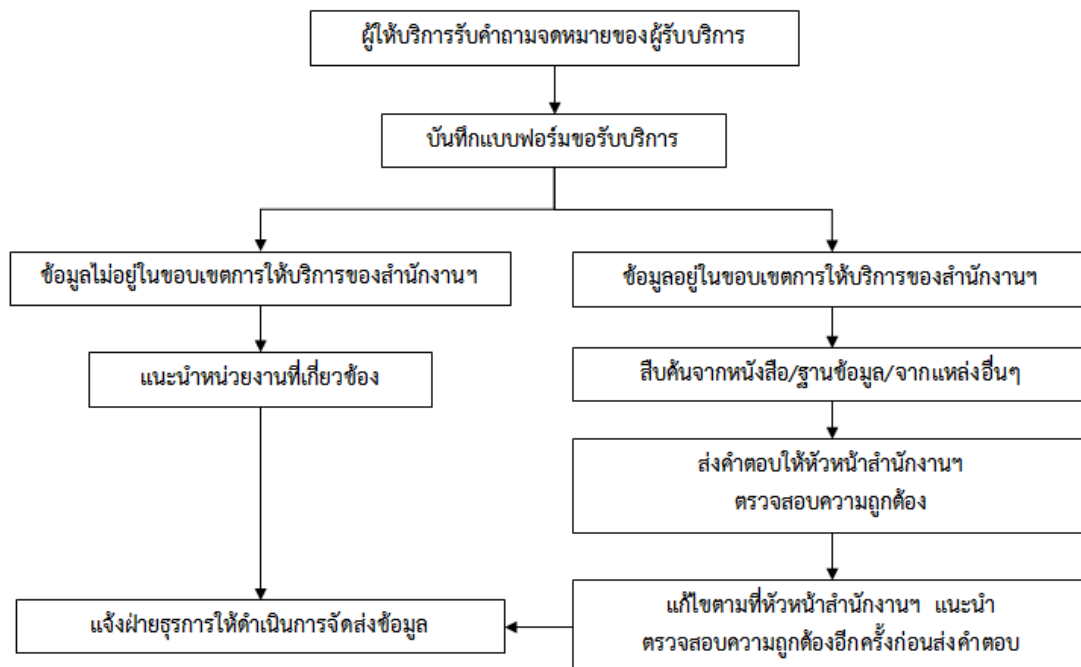 ผู้ให้บริการรับคำถามจดหมายของผู้รับบริการ
บันทึกแบบฟอร์มขอรับบริการ
ข้อมูลไม่อยู่ในขอบเขตการให้บริการของสำนักงานฯ
ข้อมูลอยู่ในขอบเขตการให้บริการของสำนักงานฯ
แนะนำหน่วยงานที่เกี่ยวข้อง
สืบค้นจากหนังสือ/ฐานข้อมูล/จากแหล่งอื่นๆ
ส่งคำตอบให้หัวหน้าสำนักงานฯ
ตรวจสอบความถูกต้อง
แจ้งฝ่ายธุรการให้ดำเนินการจัดส่งข้อมูล
แก้ไขตามที่หัวหน้าสำนักงานฯ แนะนำ
ตรวจสอบความถูกต้องอีกครั้งก่อนส่งคำตอบ